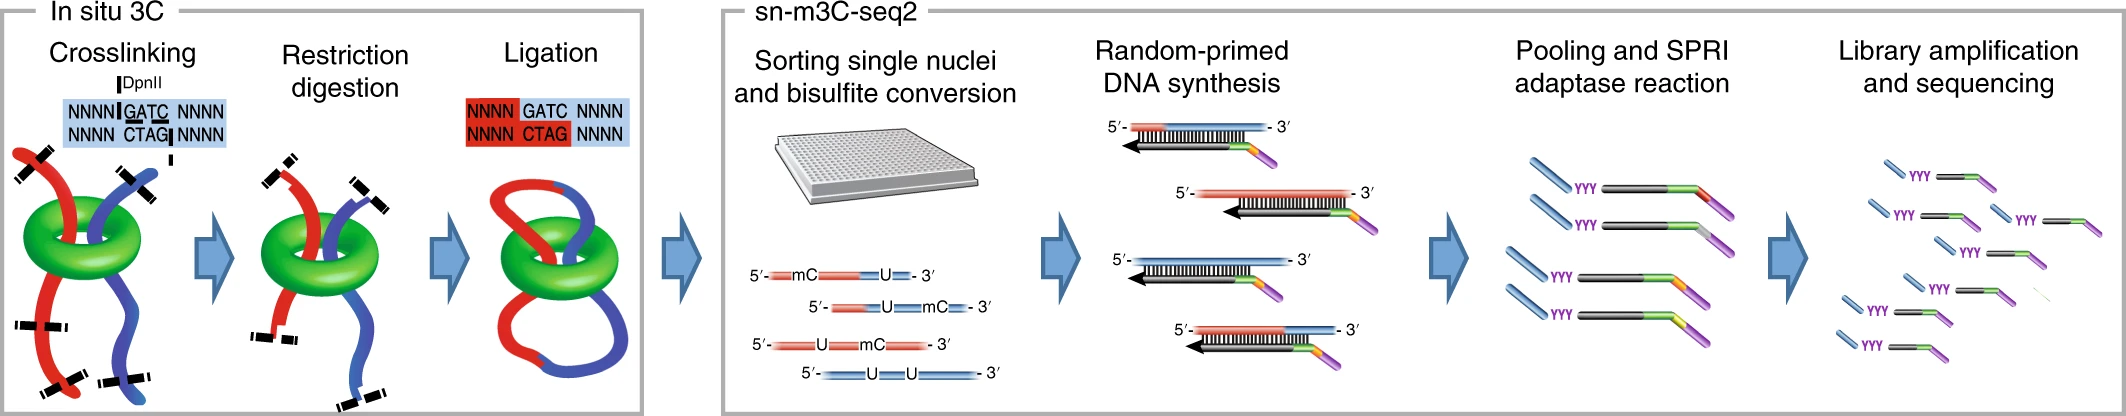 In situ 3C
Crosslinking
DpnII
NNNN GATC NNNN
NNNN CTAG NNNN
Restriction
digestion
Ligation
NNNN GATC NNNN
NNNN CTAG NNNN
sn-m3C-seq2
Sorting single nuclei
and bisulfite conversion
5′- mC U - 3′
5′- U mC - 3′
5′- U mC - 3′
5′- U U - 3′
Random-primed
DNA synthesis
5′- - 3′
5′- - 3′
5′- - 3′
5′- - 3′
Pooling and SPRI
adaptase reaction
YYY
YYY
YYY
YYY
Library amplification
and sequencing
YYY
YYY
YYY
YYY
YYY
YYY
YYY